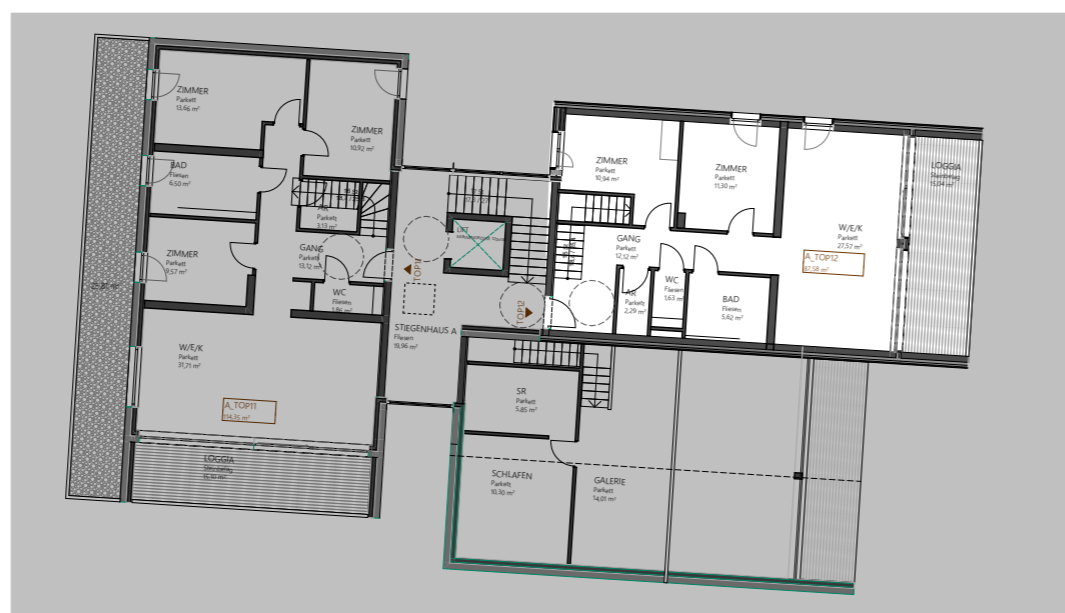 ZIMMER
Parkett
13,66 m²
ZIMMER
Parkett
10,92 m²
BAD
Fliesen
6,50 m²
AR
Parkett
3,13 m²
ZIMMER
Parkett
9,57 m²
GANG
Parkett
13,12 m²
WC
Fliesen
1,86 m²
W/E/K
Parkett
31,71 m²
A_TOP11
114,35 m²
LOGGIA
Steinbelag
LIFT
TOP11
TOP12
STIEGENHAUS A
Fliesen
19,96 m²
ZIMMER
Parkett
10,94 m²
ZIMMER
Parkett
11,30 m²
GANG
Parkett
12,12 m²
AR
Parkett
2,29 m²
WC
Fliesen
1,63 m²
BAD
Fliesen
5,62 m²
W/E/K
Parkett
27,57 m²
A_TOP12
87,58 m²
LOGGIA
Steinbelag
15,04 m²
SR
Parkett
5,85 m²
SCHLAFEN
Parkett
10,30 m²
GALERIE
Parkett
14,01 m²